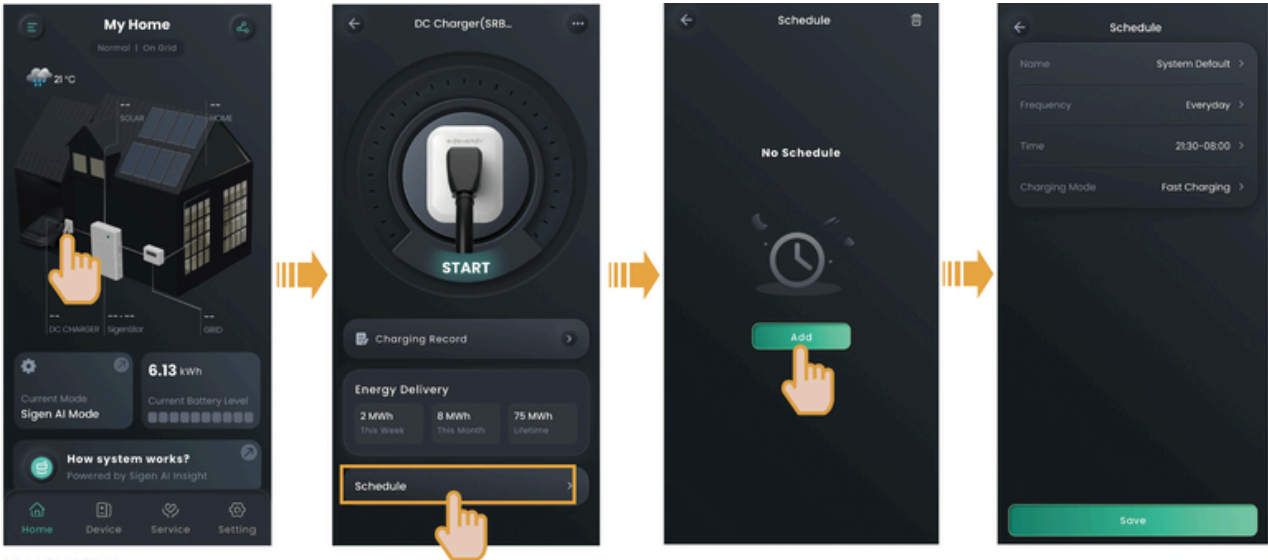 My Home
Normal | On Grid
21 °C
--
SOLAR
--
HOME
--
DC CHARGER
-- --
SigenStor
--
GRID
Current Mode
Sigen AI Mode
6.13 kWh
Current Battery Level
How system works?
Powered by Sigen AI Insight
Home
Device
Service
Setting
DC Charger(SRB...
SIGENERGY
START
Charging Record
Energy Delivery
2 MWh
This Week
8 MWh
This Month
75 MWh
Lifetime
Schedule
Schedule
No Schedule
Add
Schedule
Name System Default
Frequency Everyday
Time 21:30-08:00
Charging Mode Fast Charging
Save